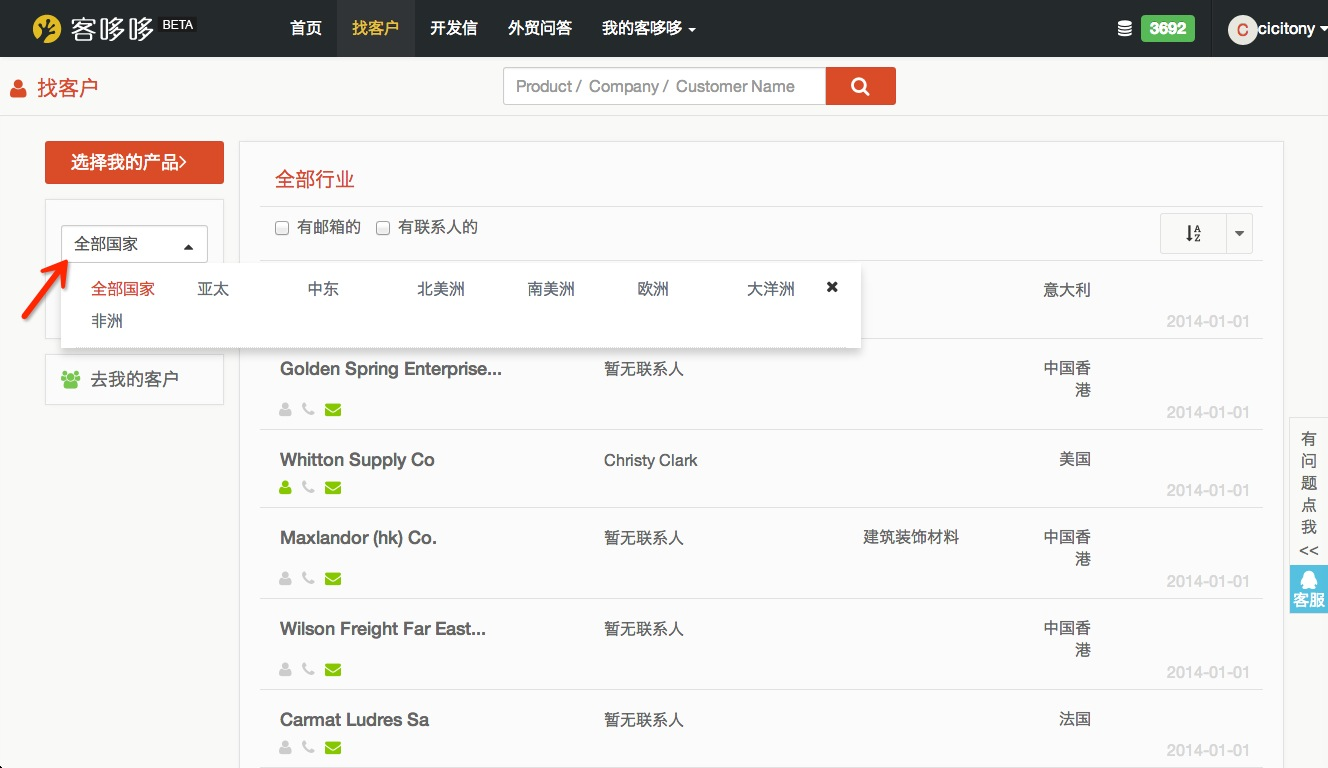 客哆哆 BETA 首页 找客户 开发信 外贸问答 我的客哆哆 3692 C cicitony
找客户 Product / Company / Customer Name
选择我的产品>
全部行业
有邮箱的 有联系人的
全部国家
全部国家 亚太 中东 北美洲 南美洲 欧洲 大洋洲
非洲
意大利
2014-01-01
去我的客户
Golden Spring Enterprise... 暂无联系人 中国香
港
2014-01-01
Whitton Supply Co Christy Clark 美国
2014-01-01
Maxlandor (hk) Co. 暂无联系人 建筑装饰材料 中国香
港
2014-01-01
Wilson Freight Far East... 暂无联系人 中国香
港
2014-01-01
Carmat Ludres Sa 暂无联系人 法国
2014-01-01
有
问
题
点
我
<<
客服